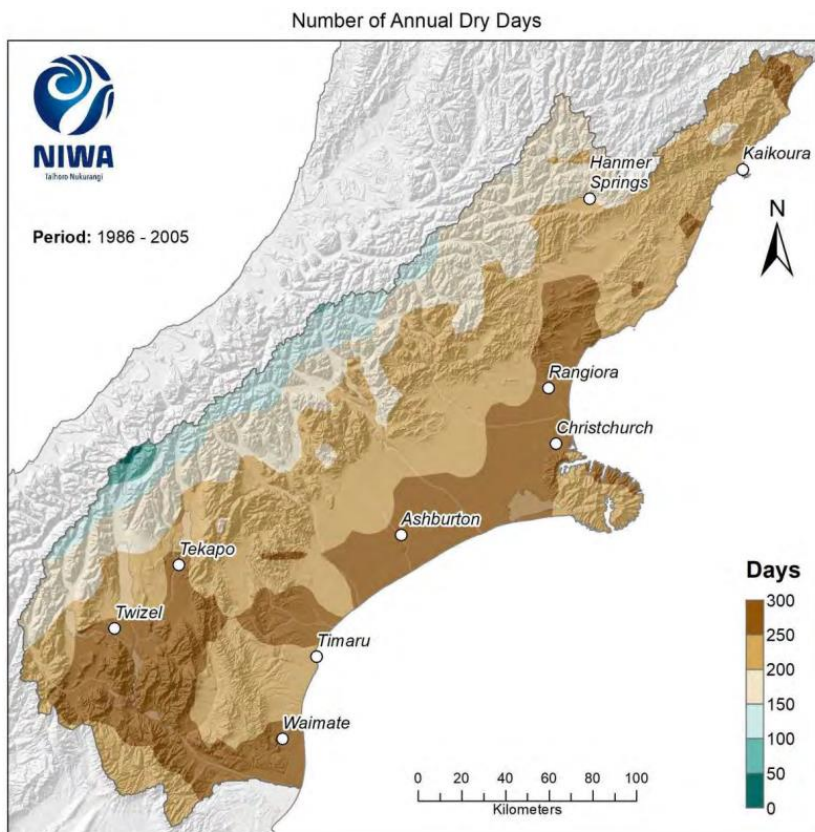 Number of Annual Dry Days
NIWA
Taihoro Nukurangi
Period: 1986 - 2005
Hanmer
Springs
Kaikoura
N
Rangiora
Christchurch
Ashburton
Tekapo
Twizel
Timaru
Waimate
Days
300
250
200
150
100
50
0
0 20 40 60 80 100
Kilometers